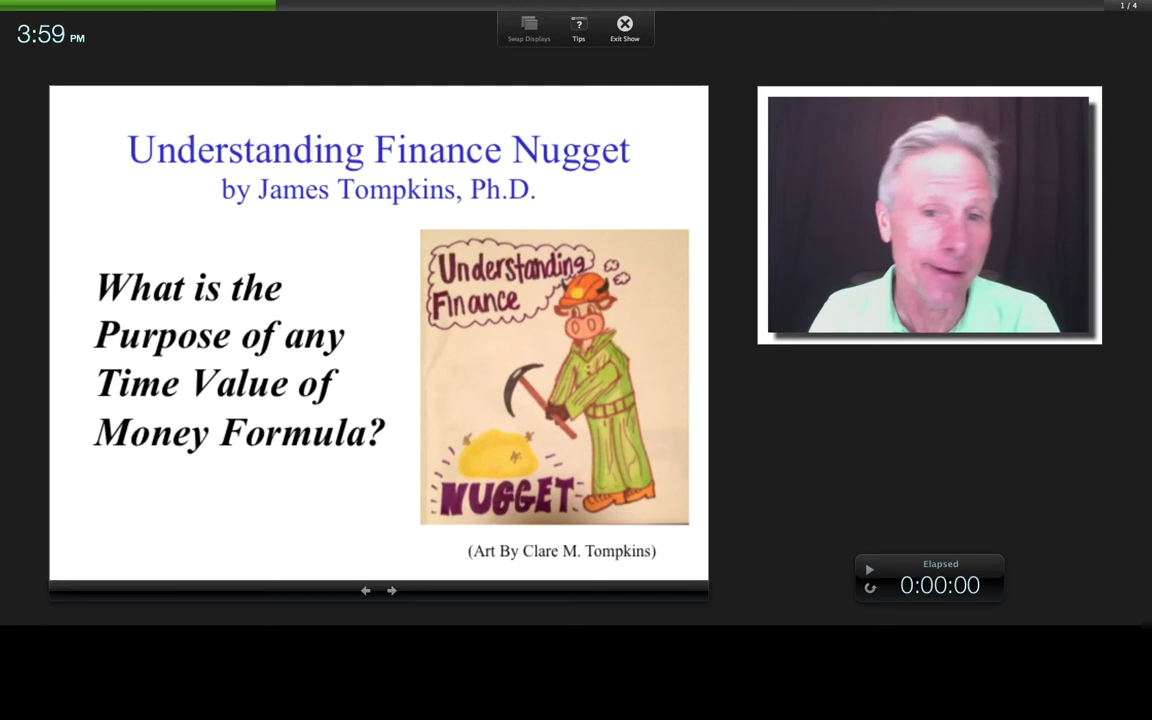 1 / 4
3:59 PM
Swap Displays
Tips
Exit Show
Understanding Finance Nugget
by James Tompkins, Ph.D.
What is the
Purpose of any
Time Value of
Money Formula?
Understanding
Finance
NUGGET
(Art By Clare M. Tompkins)
Elapsed
0:00:00